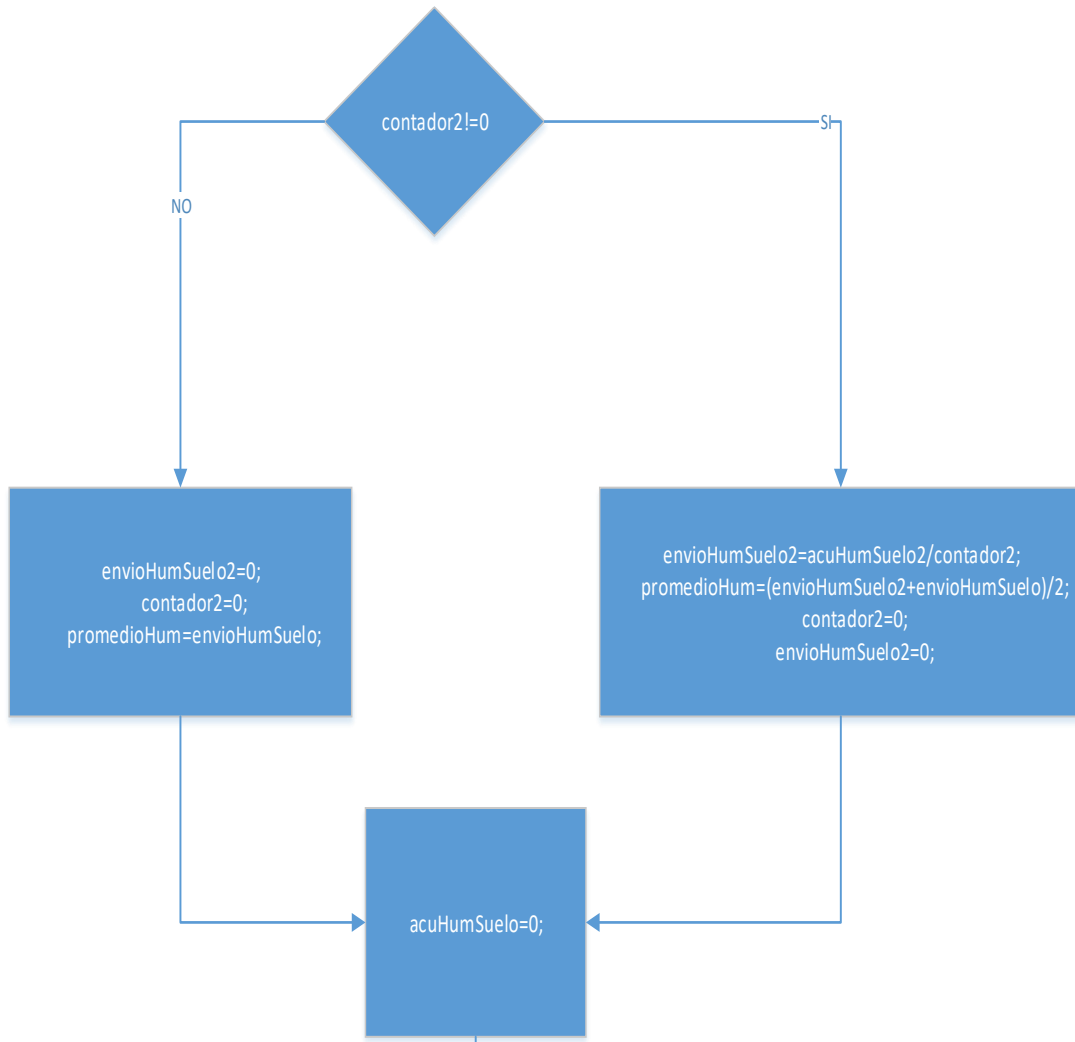 contador2!=0
SI
NO
envioHumSuelo2=0;
contador2=0;
promedioHum=envioHumSuelo;
envioHumSuelo2=acuHumSuelo2/contador2;
promedioHum=(envioHumSuelo2+envioHumSuelo)/2;
contador2=0;
envioHumSuelo2=0;
acuHumSuelo=0;